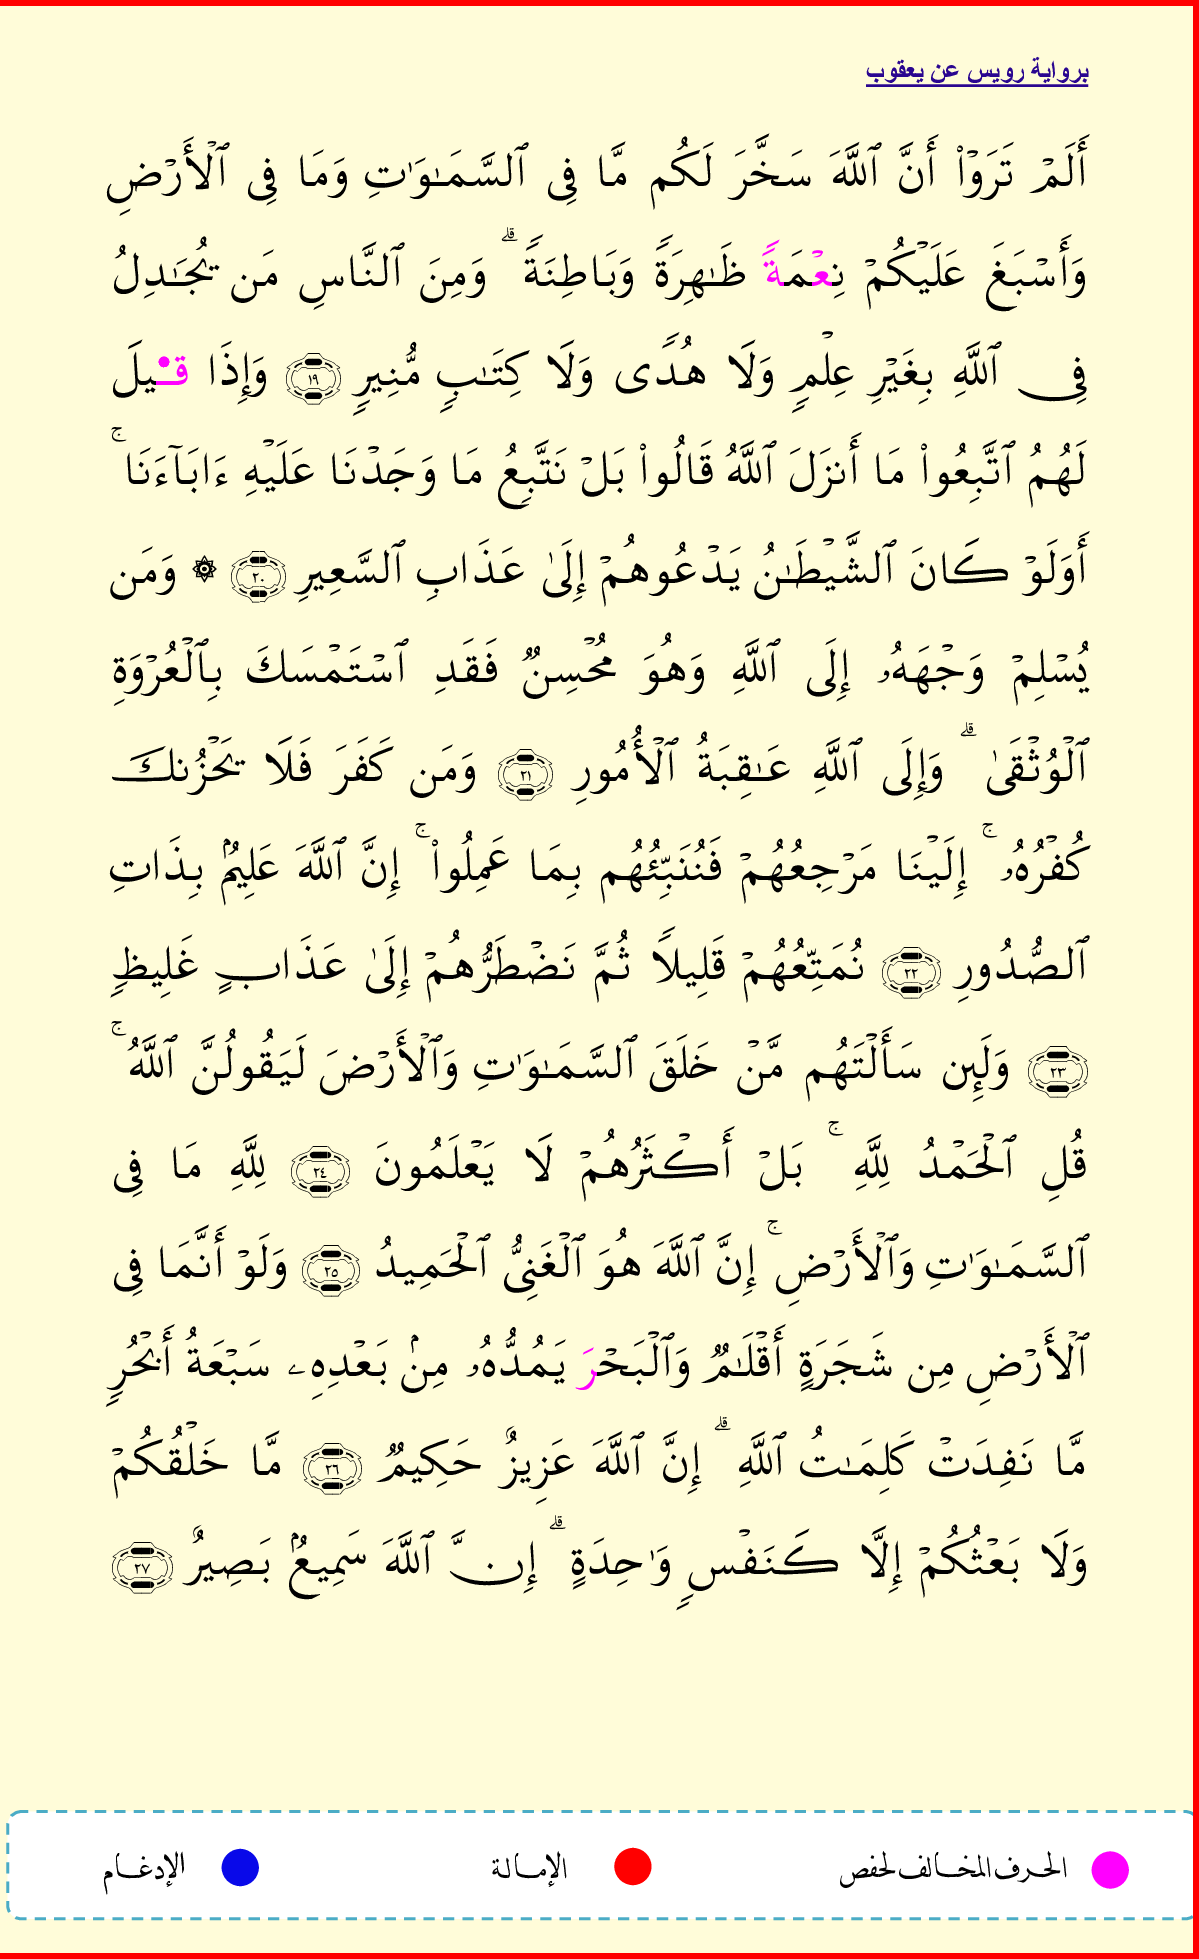 برواية رويس عن يعقوب
أَلَمْ تَرَوْا۟ أَنَّ ٱللَّهَ سَخَّرَ لَكُم مَّا فِى ٱلسَّمَـٰوَٰتِ وَمَا فِى ٱلْأَرْضِ
وَأَسْبَغَ عَلَيْكُمْ نِعْمَةً ظَـٰهِرَةً وَبَاطِنَةً ۗ وَمِنَ ٱلنَّاسِ مَن يُجَـٰدِلُ
فِى ٱللَّهِ بِغَيْرِ عِلْمٍ وَلَا هُدًى وَلَا كِتَـٰبٍ مُّنِيرٍ ١٩ وَإِذَا قِيلَ
لَهُمُ ٱتَّبِعُوا۟ مَا أَنزَلَ ٱللَّهُ قَالُوا۟ بَلْ نَتَّبِعُ مَا وَجَدْنَا عَلَيْهِ ءَابَآءَنَا ۚ
أَوَلَوْ كَانَ ٱلشَّيْطَـٰنُ يَدْعُوهُمْ إِلَىٰ عَذَابِ ٱلسَّعِيرِ ٢٠ ۞ وَمَن
يُسْلِمْ وَجْهَهُۥ إِلَى ٱللَّهِ وَهُوَ مُحْسِنٌ فَقَدِ ٱسْتَمْسَكَ بِٱلْعُرْوَةِ
ٱلْوُثْقَىٰ ۗ وَإِلَى ٱللَّهِ عَـٰقِبَةُ ٱلْأُمُورِ ٢١ وَمَن كَفَرَ فَلَا يَحْزُنكَ
كُفْرُهُۥ ۚ إِلَيْنَا مَرْجِعُهُمْ فَنُنَبِّئُهُم بِمَا عَمِلُوا۟ ۚ إِنَّ ٱللَّهَ عَلِيمٌۢ بِذَاتِ
ٱلصُّدُورِ ٢٢ نُمَتِّعُهُمْ قَلِيلًا ثُمَّ نَضْطَرُّهُمْ إِلَىٰ عَذَابٍ غَلِيظٍ
٢٣ وَلَئِن سَأَلْتَهُم مَّنْ خَلَقَ ٱلسَّمَـٰوَٰتِ وَٱلْأَرْضَ لَيَقُولُنَّ ٱللَّهُ ۚ
قُلِ ٱلْحَمْدُ لِلَّهِ ۚ بَلْ أَكْثَرُهُمْ لَا يَعْلَمُونَ ٢٤ لِلَّهِ مَا فِى
ٱلسَّمَـٰوَٰتِ وَٱلْأَرْضِ ۚ إِنَّ ٱللَّهَ هُوَ ٱلْغَنِىُّ ٱلْحَمِيدُ ٢٥ وَلَوْ أَنَّمَا فِى
ٱلْأَرْضِ مِن شَجَرَةٍ أَقْلَـٰمٌ وَٱلْبَحْرَ يَمُدُّهُۥ مِنۢ بَعْدِهِۦ سَبْعَةُ أَبْحُرٍ
مَّا نَفِدَتْ كَلِمَـٰتُ ٱللَّهِ ۗ إِنَّ ٱللَّهَ عَزِيزٌ حَكِيمٌ ٢٦ مَّا خَلْقُكُمْ
وَلَا بَعْثُكُمْ إِلَّا كَنَفْسٍ وَٰحِدَةٍ ۗ إِنَّ ٱللَّهَ سَمِيعٌۢ بَصِيرٌ ٢٧
الحرف المخالف لحفص الإمالة الإدغام